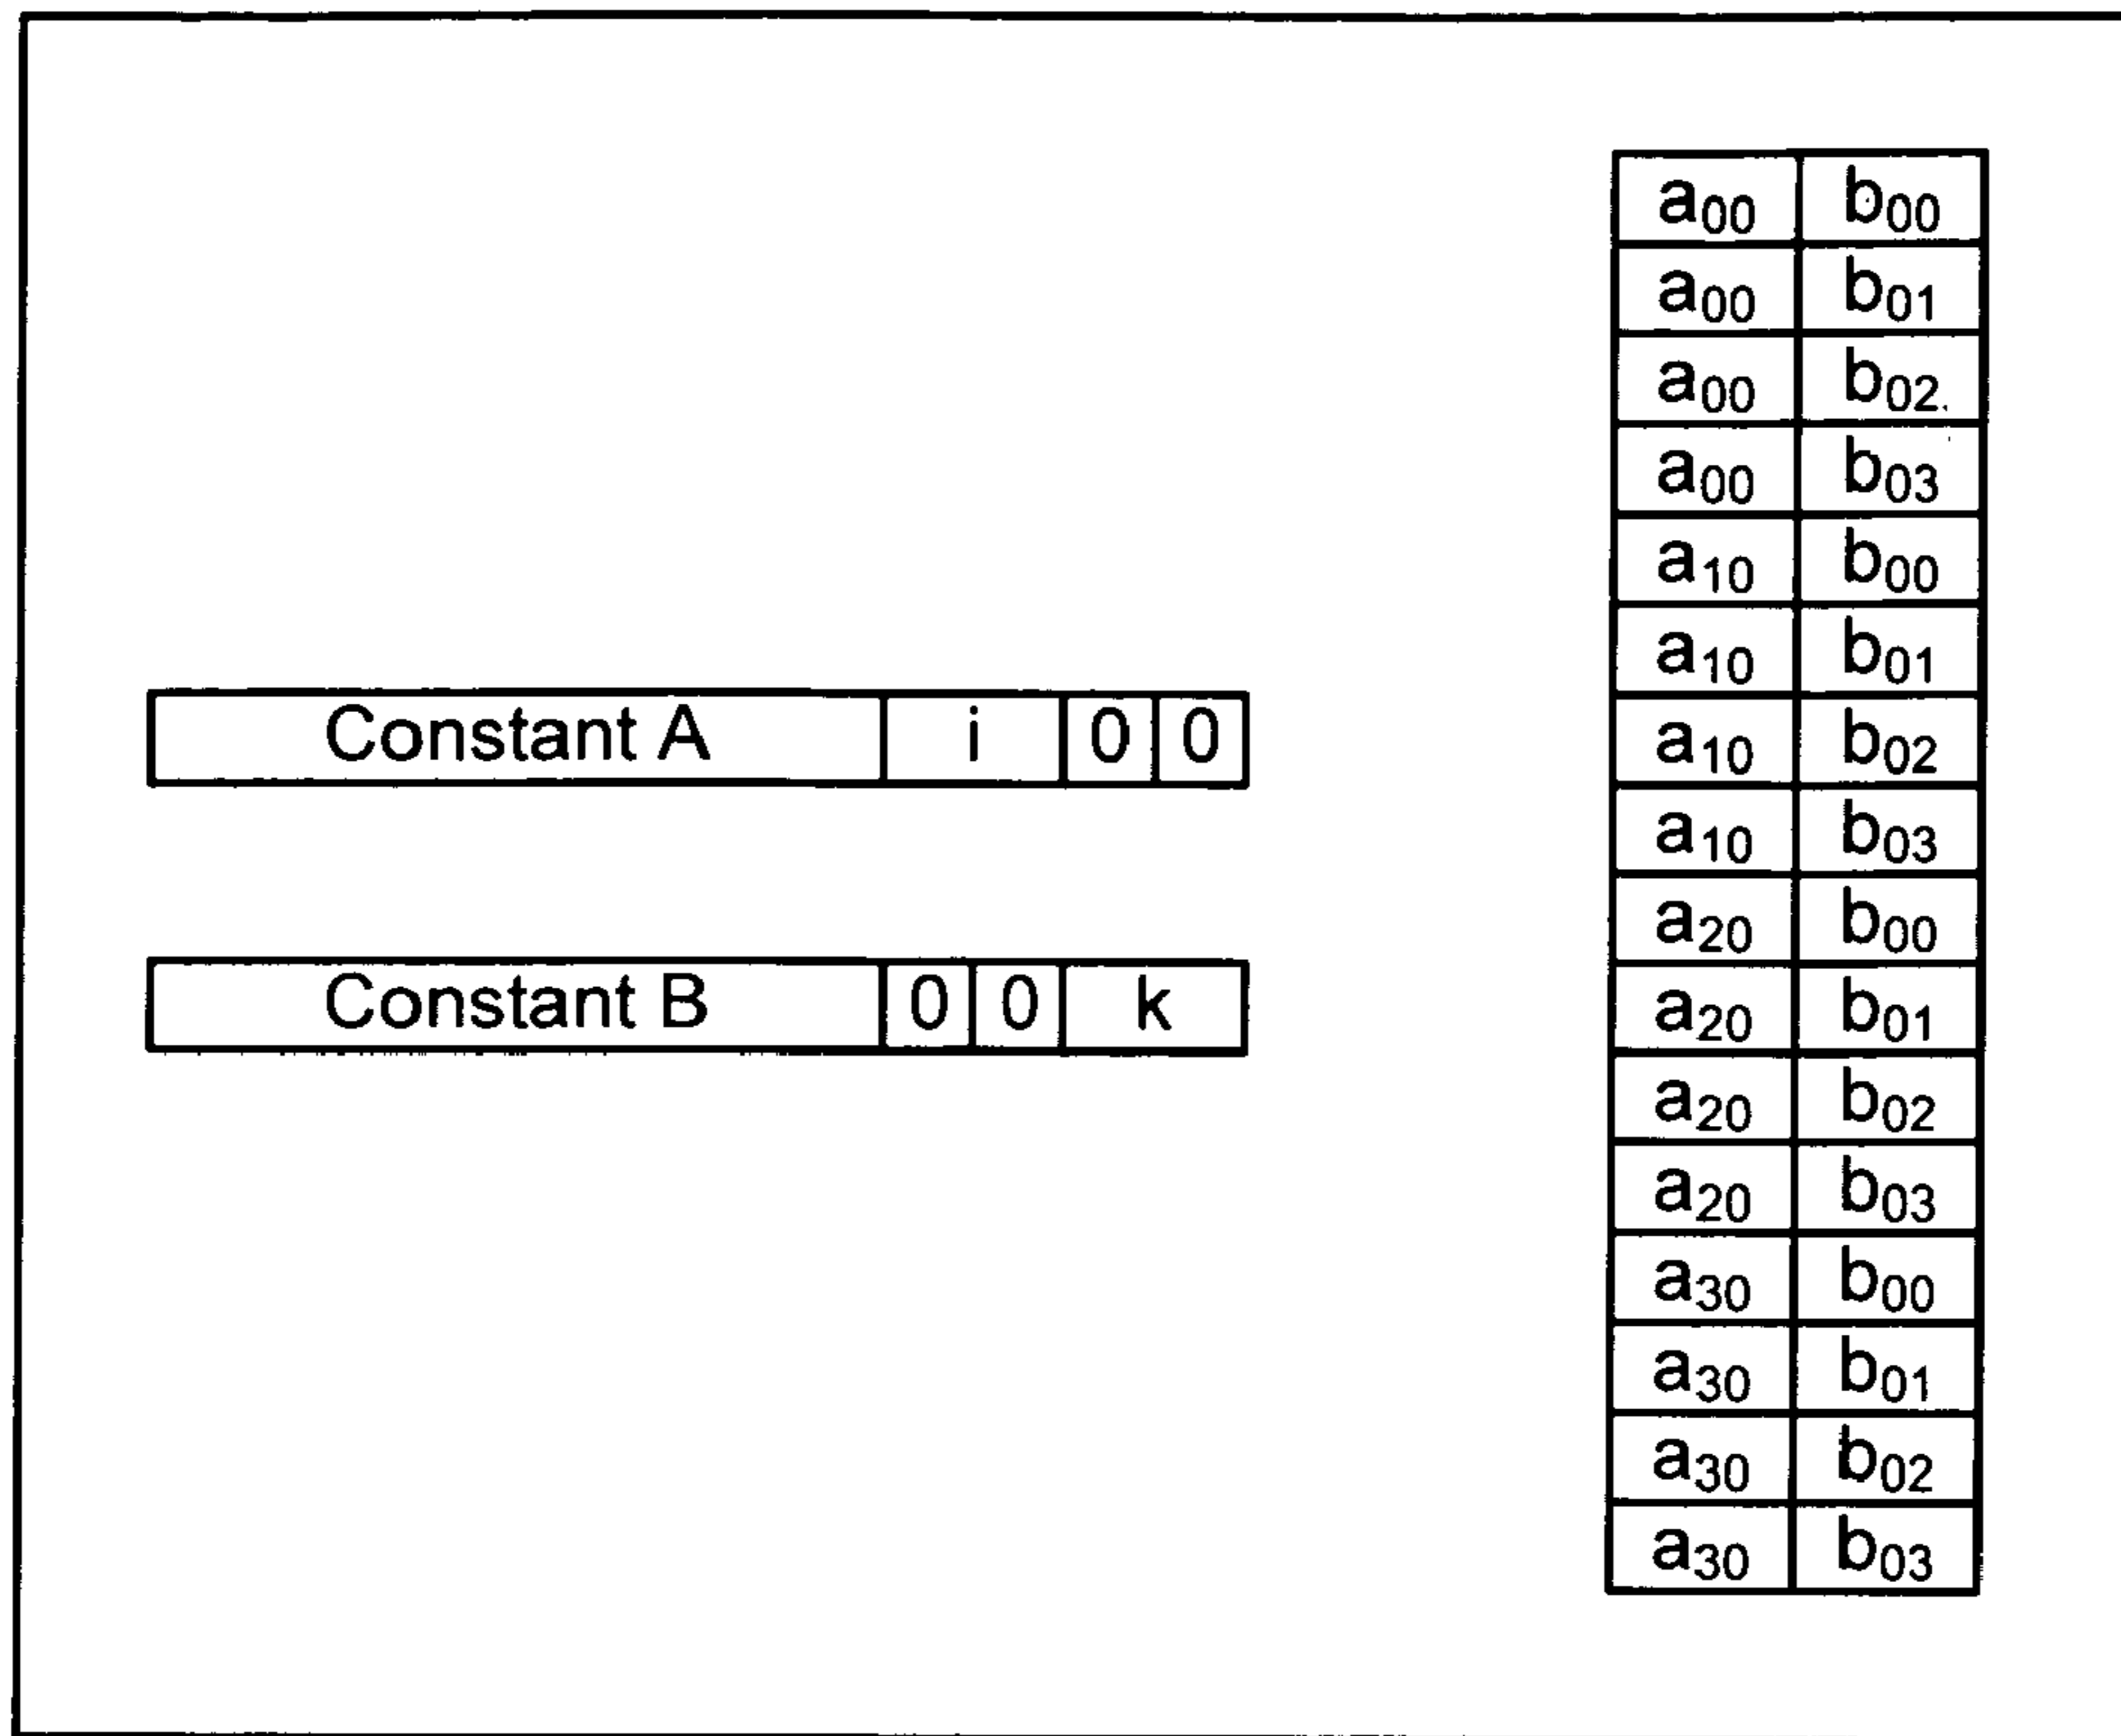 a₀₀ b₀₀
a₀₀ b₀₁
a₀₀ b₀₂
a₀₀ b₀₃
a₁₀ b₀₀
a₁₀ b₀₁
Constant A i 0 0
a₁₀ b₀₂
a₁₀ b₀₃
a₂₀ b₀₀
Constant B 0 0 k
a₂₀ b₀₁
a₂₀ b₀₂
a₂₀ b₀₃
a₃₀ b₀₀
a₃₀ b₀₁
a₃₀ b₀₂
a₃₀ b₀₃